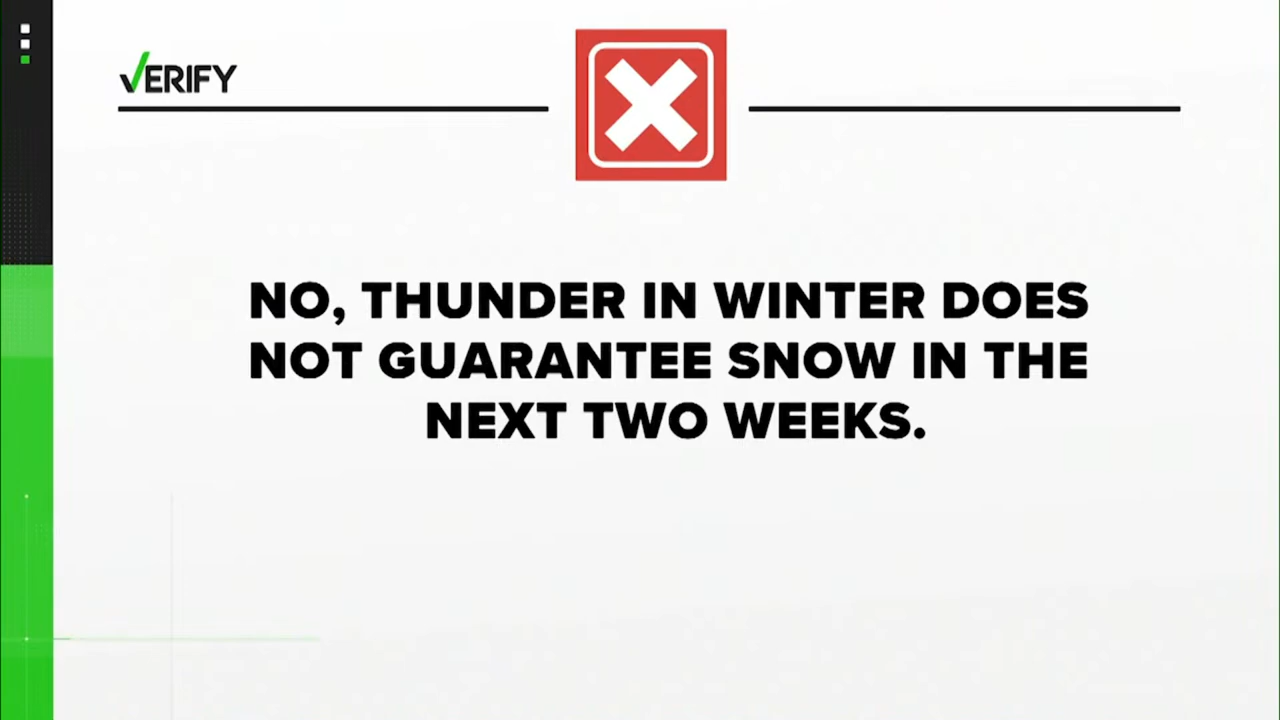 VERIFY
NO, THUNDER IN WINTER DOES
NOT GUARANTEE SNOW IN THE
NEXT TWO WEEKS.